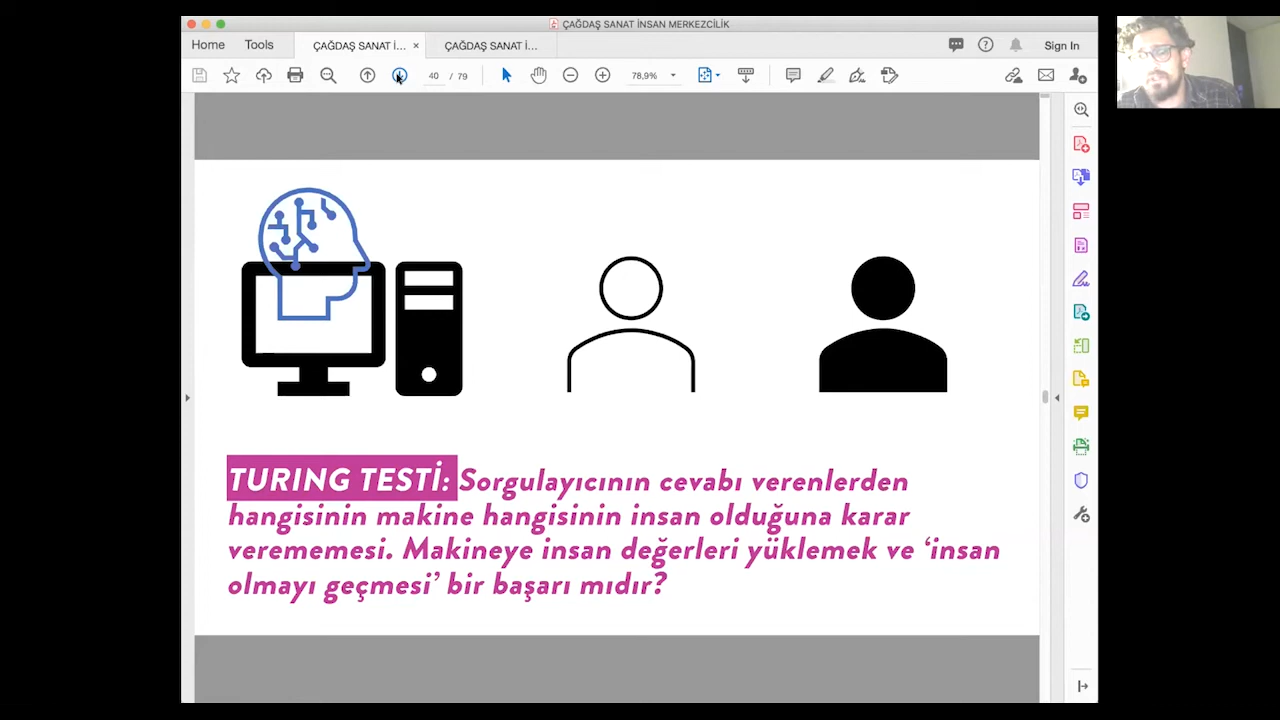 ÇAĞDAŞ SANAT İNSAN MERKEZCİLİK
Home Tools ÇAĞDAŞ SANAT İ... × ÇAĞDAŞ SANAT İ... Sign In
40 / 79 78,9%
TURING TESTİ: Sorgulayıcının cevabı verenlerden
hangisinin makine hangisinin insan olduğuna karar
verememesi. Makineye insan değerleri yüklemek ve ‘insan
olmayı geçmesi’ bir başarı mıdır?